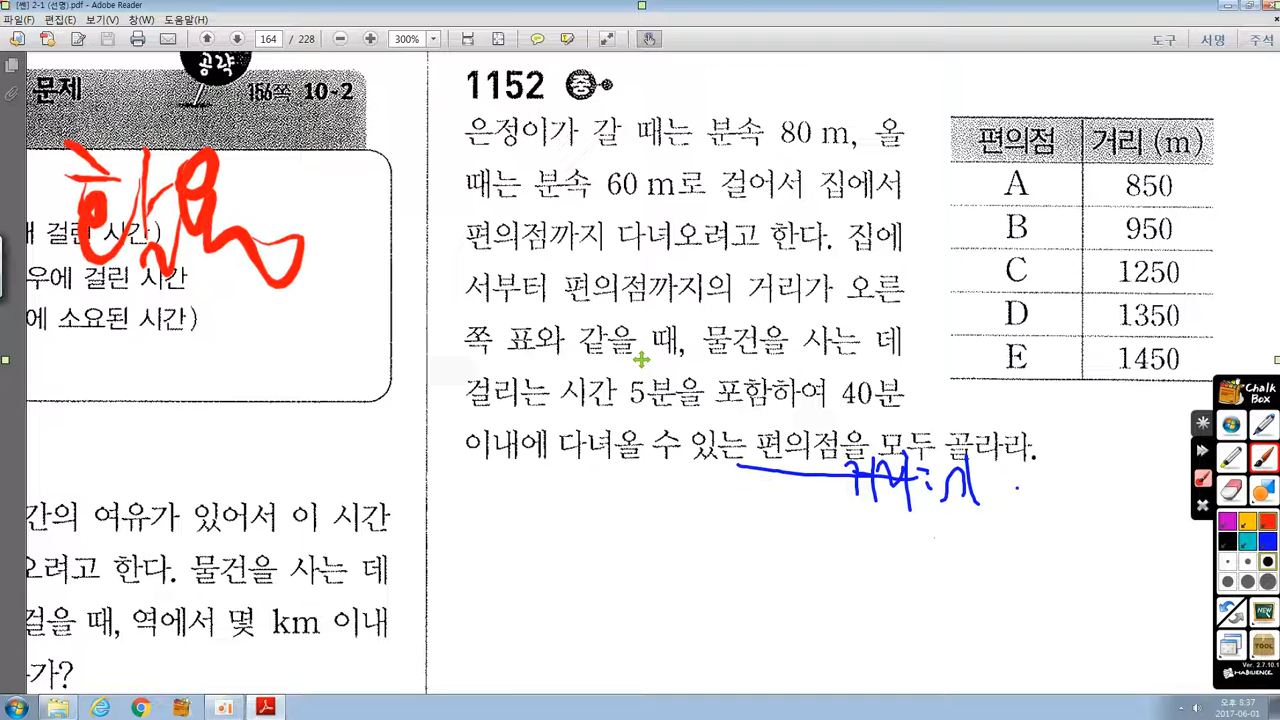 [쎈] 2-1 (선명).pdf - Adobe Reader
파일(F) 편집(E) 보기(V) 창(W) 도움말(H)
164 / 228 300% 도구 서명 주석
공략
문제 156쪽 10-2
걸린 시간)
우에 걸린 시간
에 소요된 시간)
간의 여유가 있어서 이 시간
오려고 한다. 물건을 사는 데
걸을 때, 역에서 몇 km 이내
가?
1152 중
은정이가 갈 때는 분속 80 m, 올
때는 분속 60 m로 걸어서 집에서
편의점까지 다녀오려고 한다. 집에
서부터 편의점까지의 거리가 오른
쪽 표와 같을 때, 물건을 사는 데
걸리는 시간 5분을 포함하여 40분
이내에 다녀올 수 있는 편의점을 모두 골라라.
편의점 거리 (m)
A 850
B 950
C 1250
D 1350
E 1450
Chalk Box
NEW
TOOL
Ver. 2.7.10.1
오후 8:37
2017-06-01